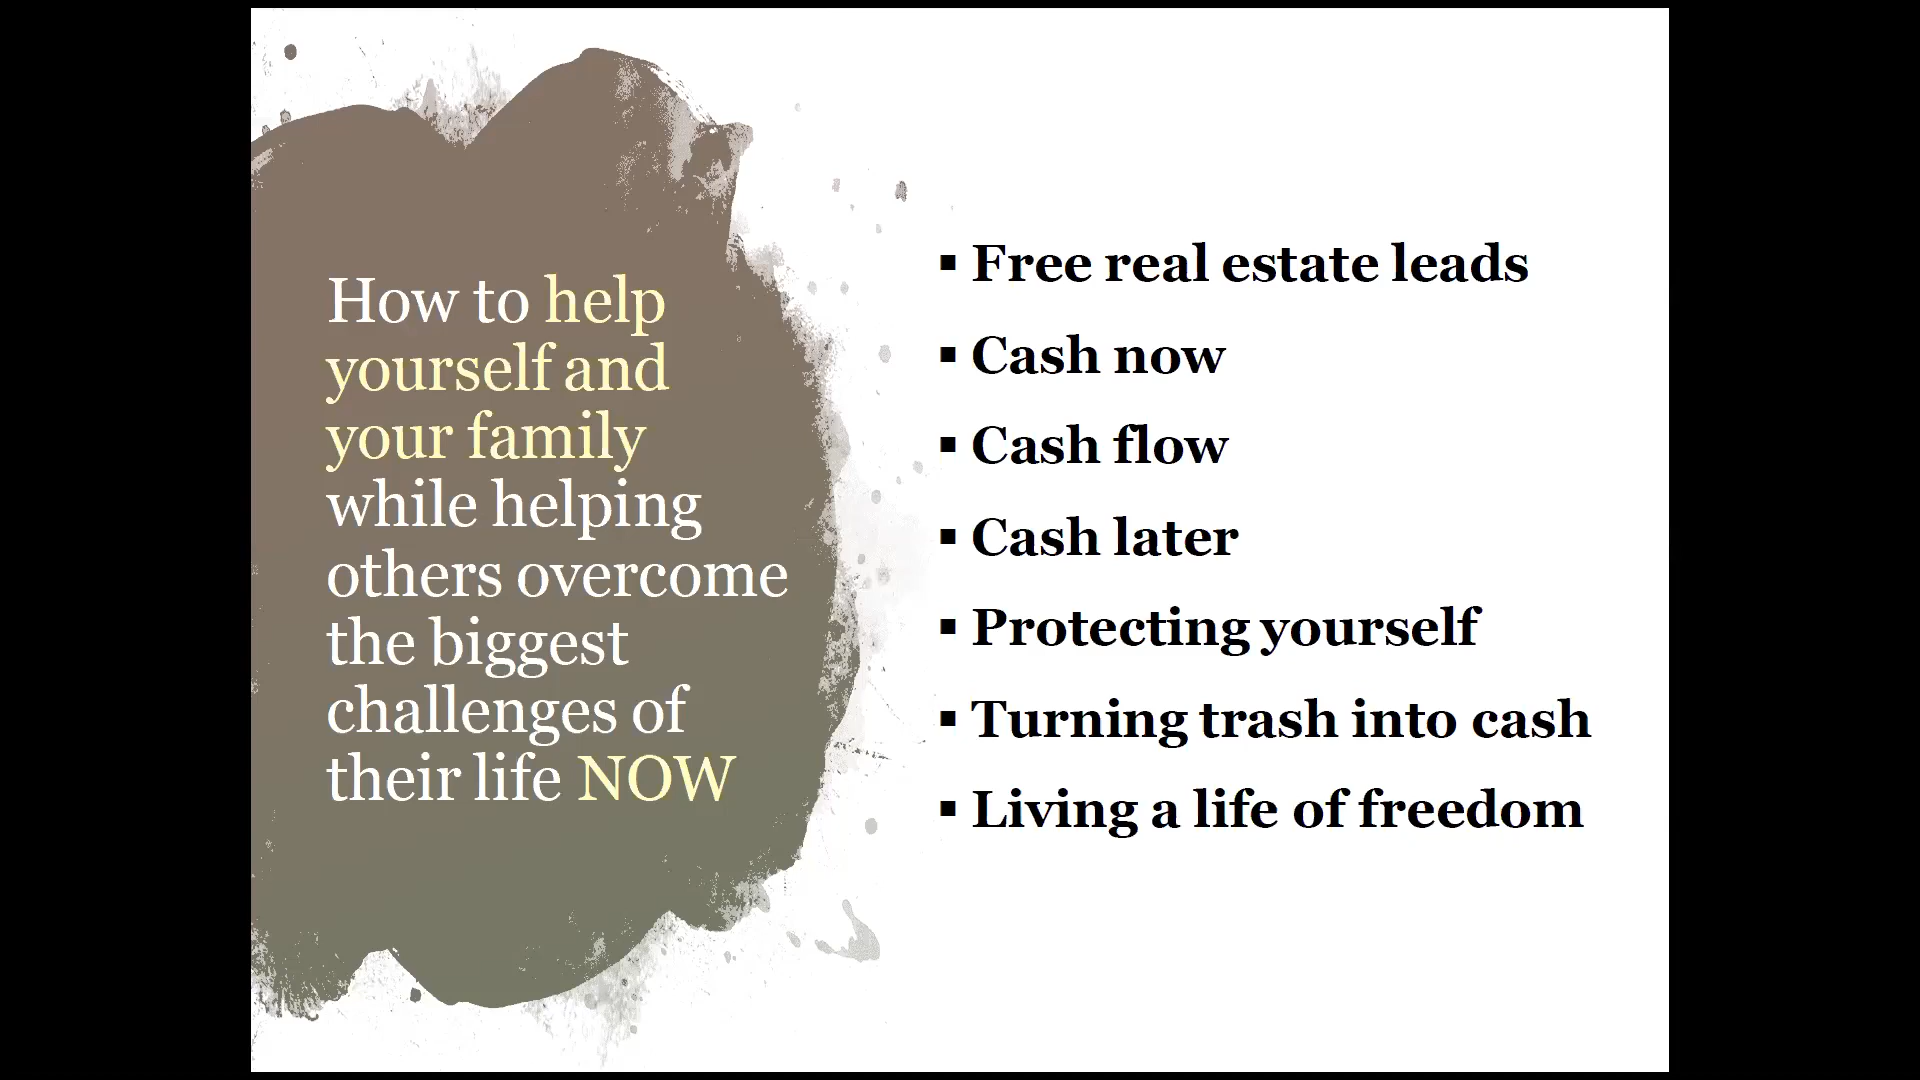 How to help
yourself and
your family
while helping
others overcome
the biggest
challenges of
their life NOW
▪ Free real estate leads
▪ Cash now
▪ Cash flow
▪ Cash later
▪ Protecting yourself
▪ Turning trash into cash
▪ Living a life of freedom